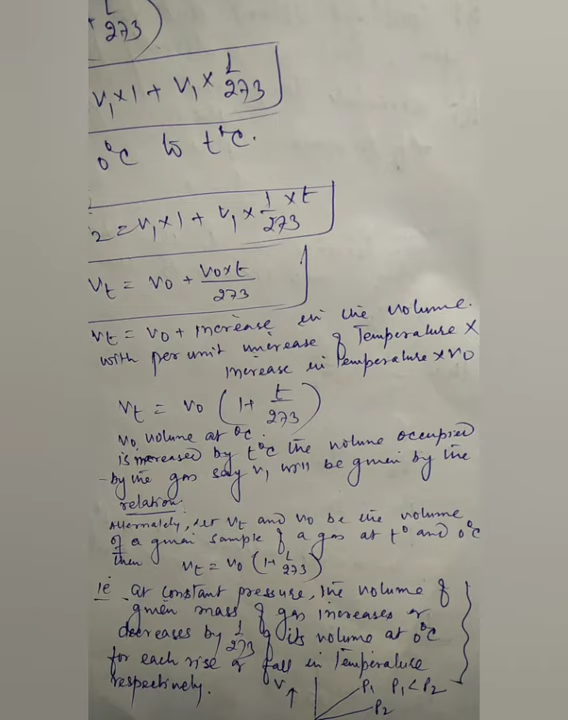 + 1/273)
V₁×1 + V₁ × 1/273
0°C to t°C.
2 = V₁×1 + V₁ × 1/273 × t
Vt = V0 + V0×t/273
Vt = V0 + increase in the volume.
with per unit increase of Temperature ×
increase in temperature × V0
Vt = V0 (1+ t/273)
V0 volume at 0°C
is increased by t°C the volume occupied
-by the gas say V, will be given by the
relation.
Alternately, let Vt and V0 be the volume
of a given sample of a gas at t° and 0°C
then Vt = V0 (1+ t/273)
ie at constant pressure, the volume of
given mass of gas increases or
decreases by 1/273 of its volume at 0°C
for each rise or fall in Temperature
respectively.
V ↑ P₁ P₁ < P₂
P₂